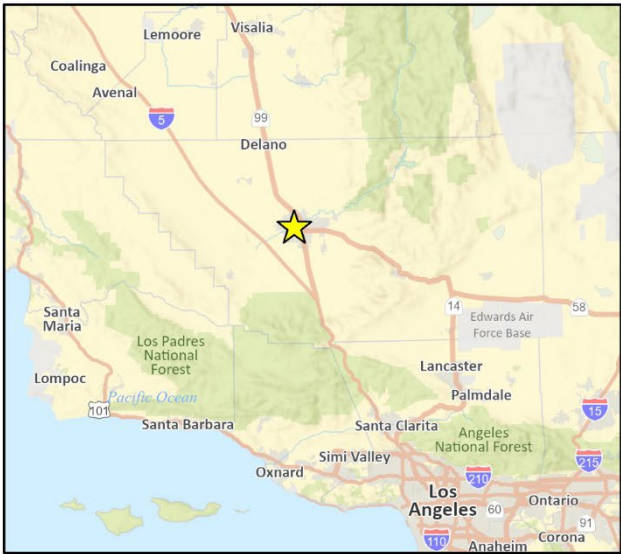 Visalia
Lemoore
Coalinga
Avenal
5
99
Delano
14
58
Edwards Air
Force Base
Santa
Maria
Los Padres
National
Forest
Lancaster
Lompoc
Palmdale
Pacific Ocean
101
15
Santa Barbara
Santa Clarita
Angeles
National Forest
Simi Valley
215
Oxnard
210
Los
Angeles
Ontario
60
91
110
Corona
Anaheim